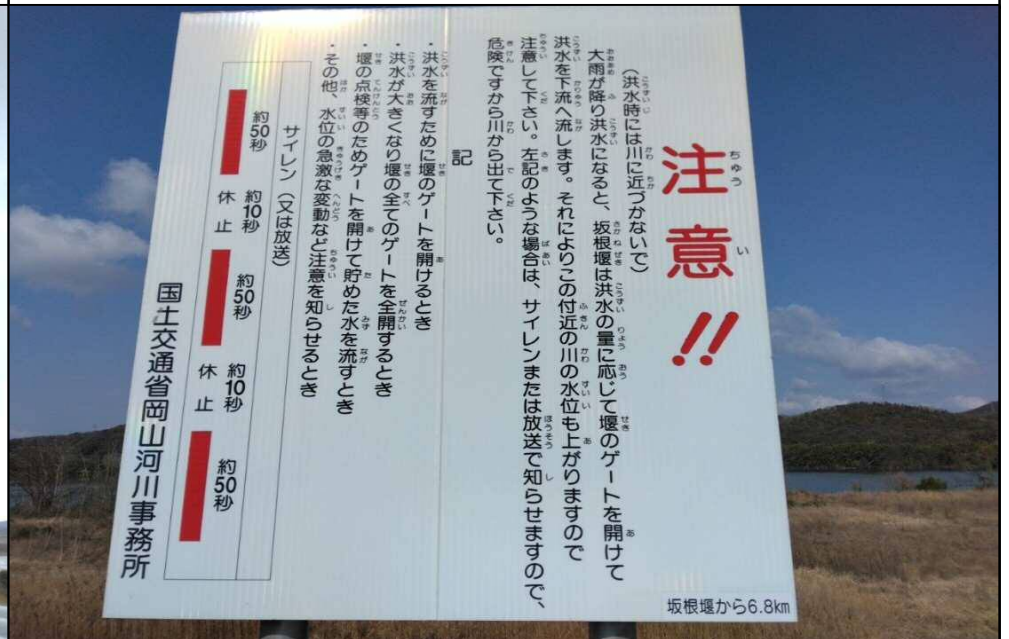 注意!!
(洪水時には川に近づかないで)
大雨が降り洪水になると、坂根堰は洪水の量に応じて堰のゲートを開けて
洪水を下流へ流します。それによりこの付近の川の水位も上がりますので
注意して下さい。左記のような場合は、サイレンまたは放送で知らせますので、
危険ですから川から出て下さい。
記
・洪水を流すために堰のゲートを開けるとき
・洪水が大きくなり堰の全てのゲートを全開するとき
・堰の点検等のためゲートを開けて貯めた水を流すとき
・その他、水位の急激な変動など注意を知らせるとき
サイレン(又は放送)
約50秒
休止 約10秒
約50秒
休止 約10秒
約50秒
国土交通省岡山河川事務所
坂根堰から6.8km